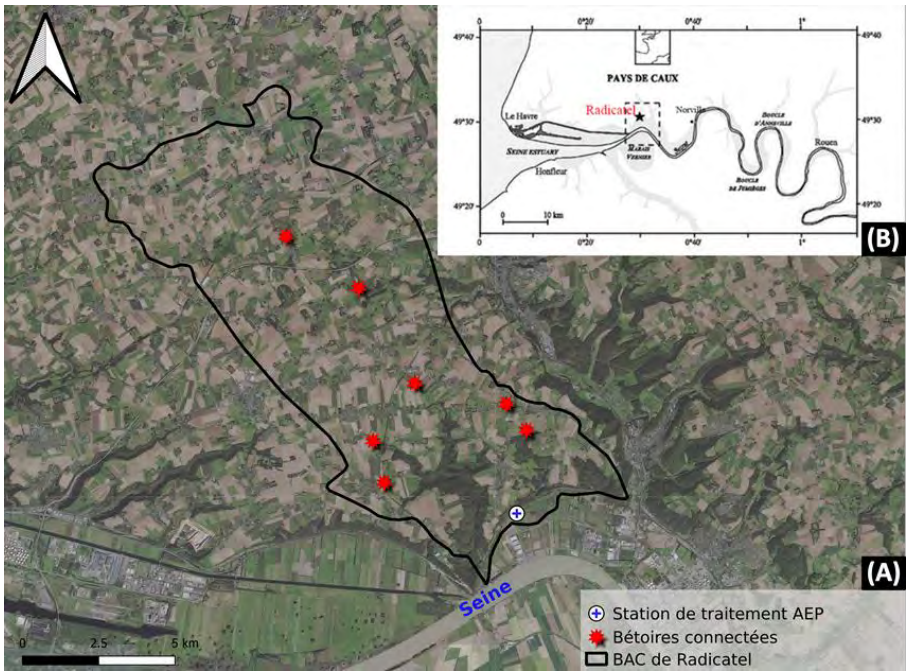 49°40'
0
0°20'
0°40'
1°
49°40'
PAYS DE CAUX
Radicatel
Norville
Le Havre
49°30'
49°30'
BOUCLE
D'ANNEVILLE
Rouen
SEINE ESTUARY
MARAIS
VERNIER
Honfleur
BOUCLE
DE JUMIÈGES
49°20'
49°20'
0
10 km
0
0°20'
0°40'
1°
(B)
Seine
(A)
0
2.5
5 km
Station de traitement AEP
Bétoires connectées
BAC de Radicatel